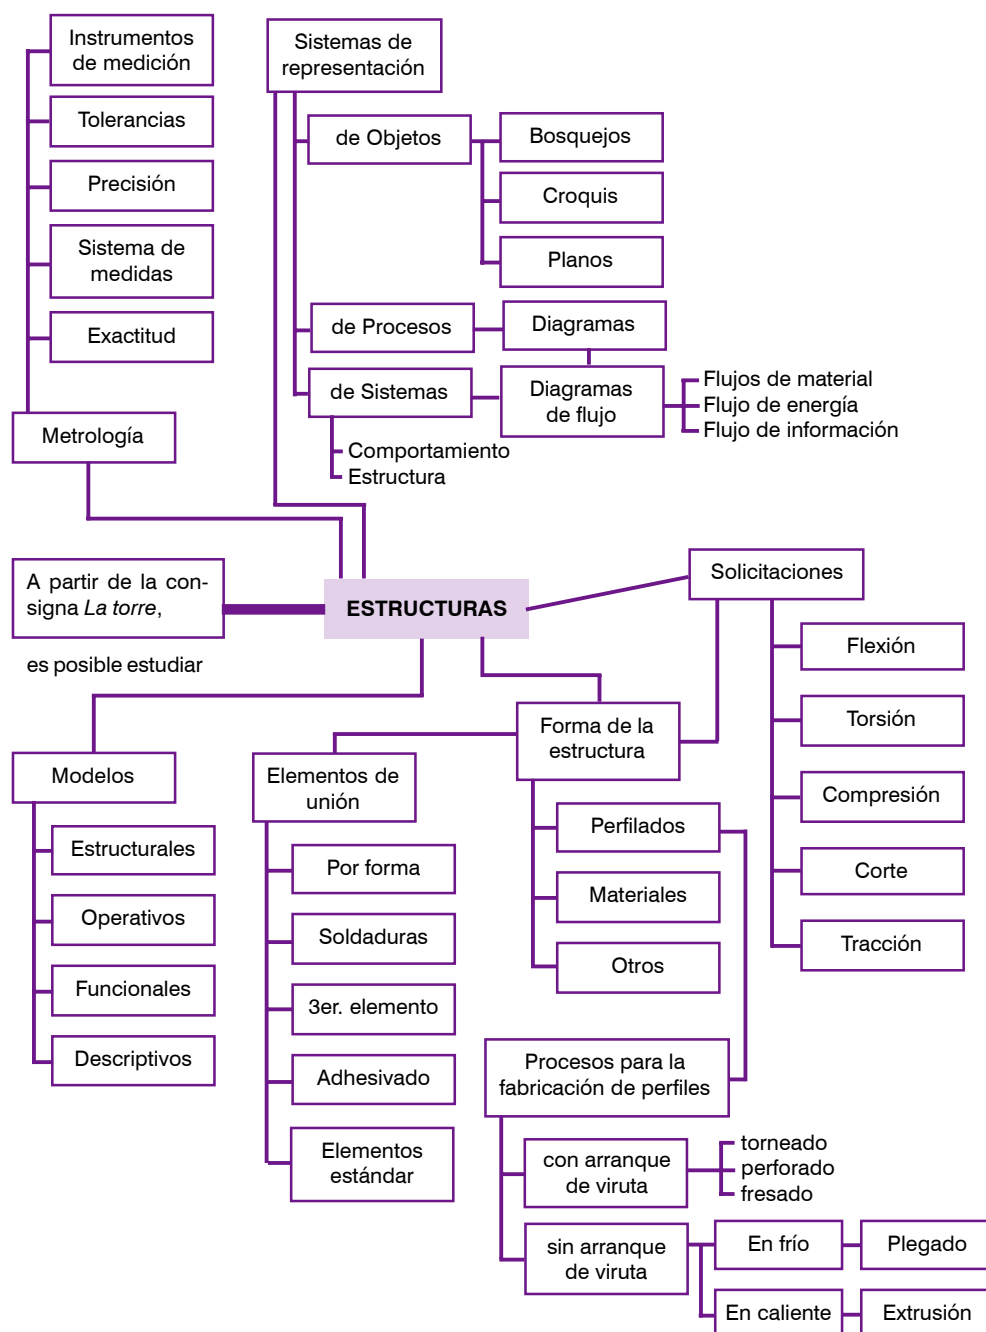 Instrumentos
de medición
Tolerancias
Precisión
Sistema de
medidas
Exactitud
Metrología
Sistemas de
representación
de Objetos
Bosquejos
Croquis
Planos
de Procesos
Diagramas
de Sistemas
Diagramas
de flujo
Flujos de material
Flujo de energía
Flujo de información
Comportamiento
Estructura
A partir de la con-
signa La torre,
es posible estudiar
ESTRUCTURAS
Solicitaciones
Flexión
Torsión
Compresión
Corte
Tracción
Forma de la
estructura
Perfilados
Materiales
Otros
Elementos de
unión
Por forma
Soldaduras
3er. elemento
Adhesivado
Elementos
estándar
Modelos
Estructurales
Operativos
Funcionales
Descriptivos
Procesos para la
fabricación de perfiles
con arranque
de viruta
torneado
perforado
fresado
sin arranque
de viruta
En frío
Plegado
En caliente
Extrusión